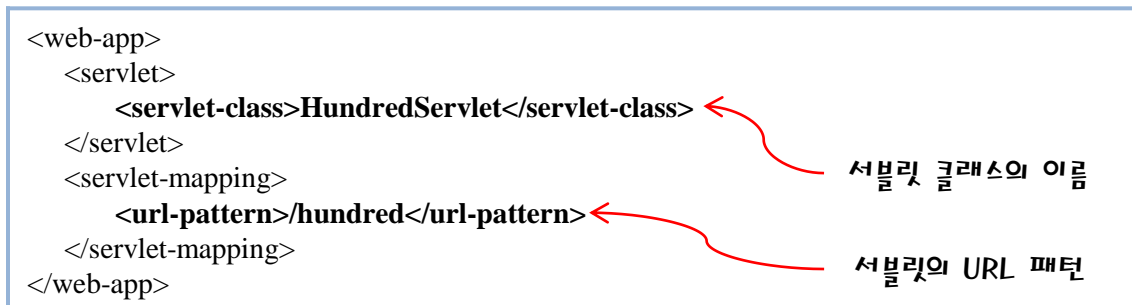 <web-app>
<servlet>
<servlet-class>HundredServlet</servlet-class>
</servlet>
서블릿 클래스의 이름
<servlet-mapping>
<url-pattern>/hundred</url-pattern>
</servlet-mapping>
서블릿의 URL 패턴
</web-app>